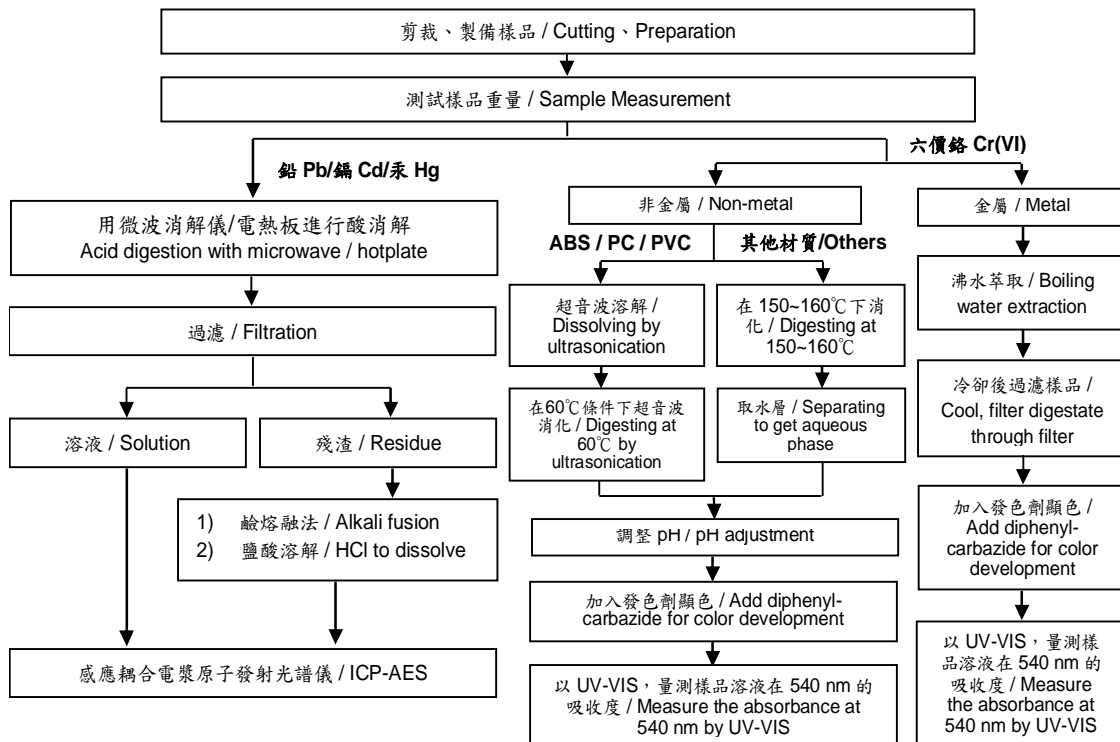 剪裁、製備樣品 / Cutting、Preparation
測試樣品重量 / Sample Measurement
鉛 Pb/鎘 Cd/汞 Hg
六價鉻 Cr(VI)
用微波消解儀/電熱板進行酸消解
Acid digestion with microwave / hotplate
過濾 / Filtration
溶液 / Solution
殘渣 / Residue
1) 鹼熔融法 / Alkali fusion
2) 鹽酸溶解 / HCl to dissolve
感應耦合電漿原子發射光譜儀 / ICP-AES
非金屬 / Non-metal
ABS / PC / PVC
其他材質/Others
超音波溶解 /
Dissolving by
ultrasonication
在 150~160℃下消
化 / Digesting at
150~160℃
在60℃條件下超音波
消化 / Digesting at
60℃ by
ultrasonication
取水層 / Separating
to get aqueous
phase
調整 pH / pH adjustment
加入發色劑顯色 / Add diphenyl-
carbazide for color development
以 UV-VIS，量測樣品溶液在 540 nm 的
吸收度 / Measure the absorbance at
540 nm by UV-VIS
金屬 / Metal
沸水萃取 / Boiling
water extraction
冷卻後過濾樣品 /
Cool, filter digestate
through filter
加入發色劑顯色 /
Add diphenyl-
carbazide for color
development
以 UV-VIS，量測樣
品溶液在 540 nm 的
吸收度 / Measure
the absorbance at
540 nm by UV-VIS